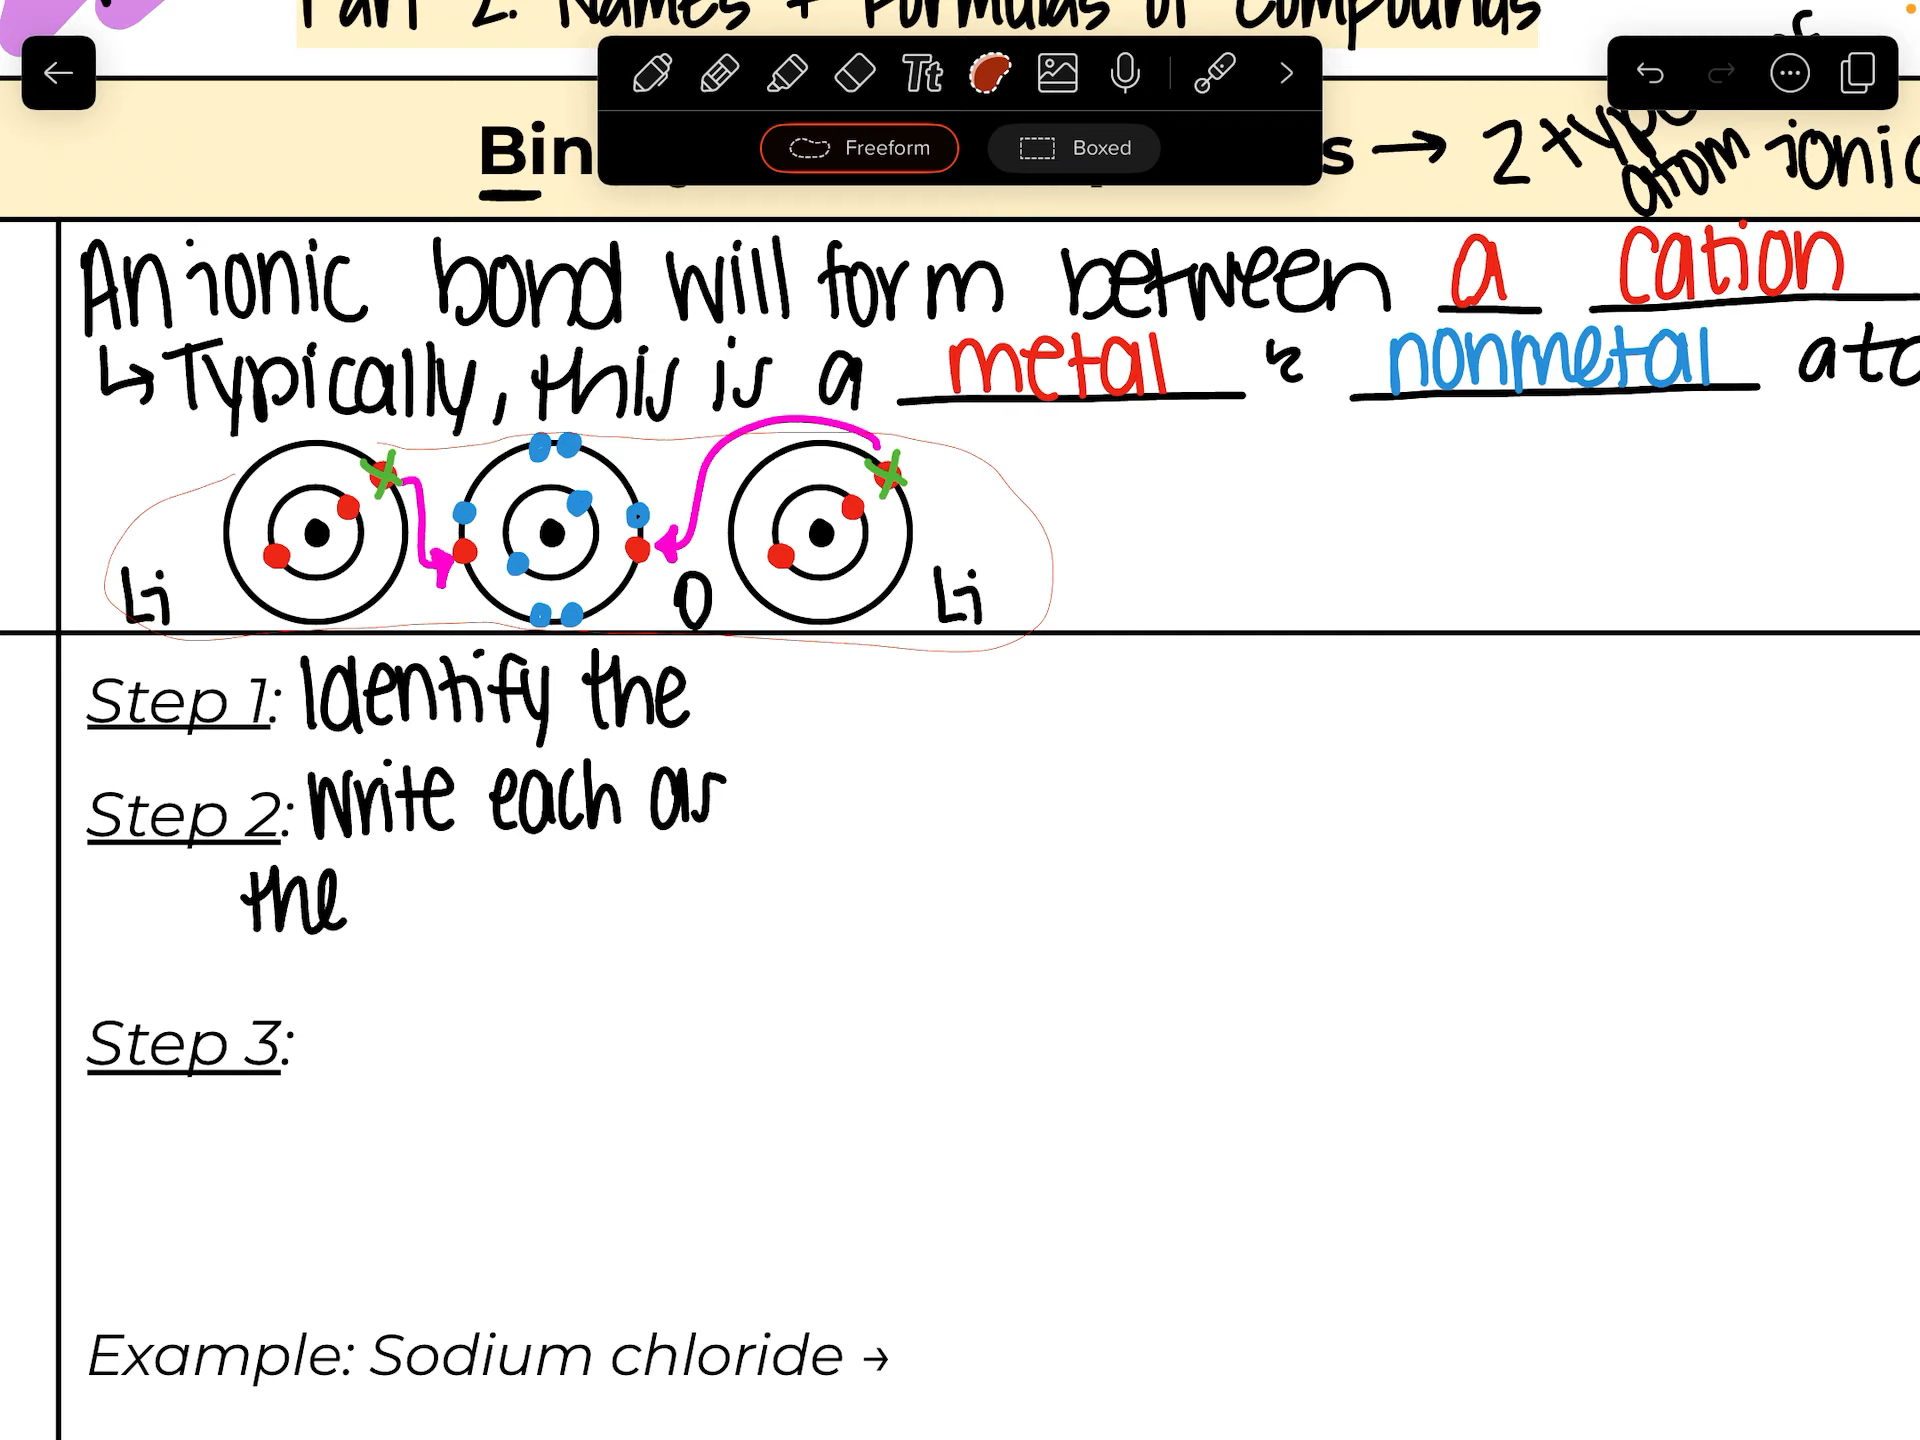 Part 2: Names + Formulas of Compounds
Tt
Freeform Boxed
Bin s → 2 type atom ionic
An ionic bond will form between a cation
↳ Typically, this is a metal & nonmetal ato
Li O Li
Step 1: Identify the
Step 2: Write each as
the
Step 3:
Example: Sodium chloride →